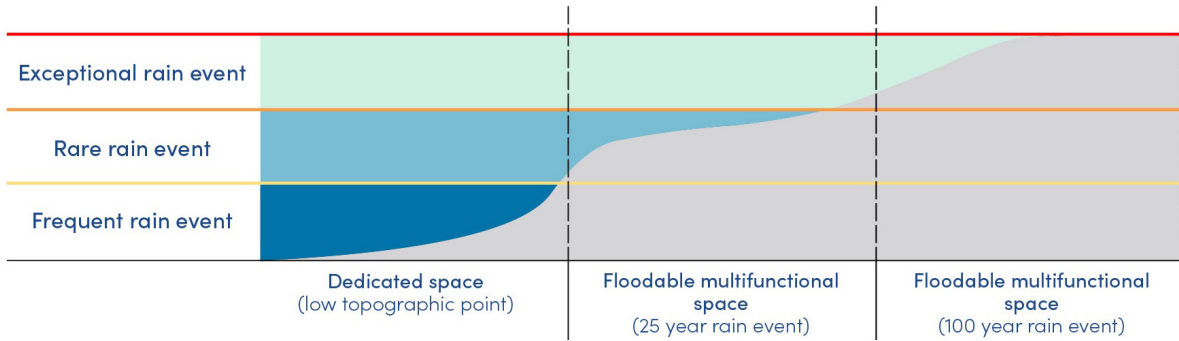 Exceptional rain event
Rare rain event
Frequent rain event
Dedicated space
(low topographic point)
Floodable multifunctional
space
(25 year rain event)
Floodable multifunctional
space
(100 year rain event)